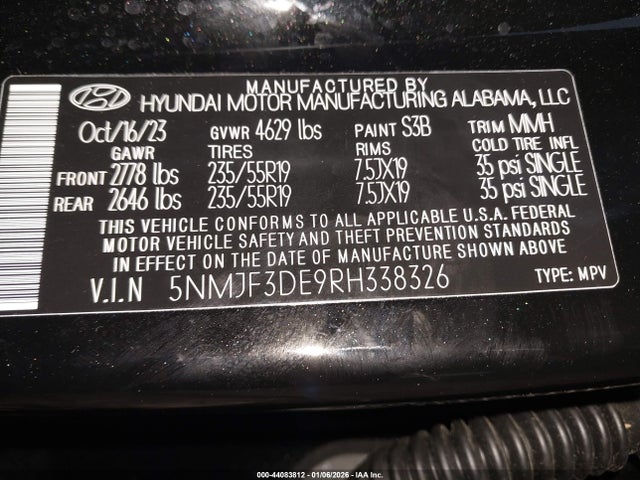 MANUFACTURED BY
HYUNDAI MOTOR MANUFACTURING ALABAMA, LLC
Oct/16/23 GVWR 4629 lbs PAINT S3B TRIM MMH
GAWR TIRES RIMS COLD TIRE INFL
FRONT 2778 lbs 235/55R19 7.5JX19 35 psi SINGLE
REAR 2646 lbs 235/55R19 7.5JX19 35 psi SINGLE
THIS VEHICLE CONFORMS TO ALL APPLICABLE U.S.A. FEDERAL
MOTOR VEHICLE SAFETY AND THEFT PREVENTION STANDARDS
IN EFFECT ON THE DATE OF MANUFACTURE SHOWN ABOVE.
V.I.N 5NMJF3DE9RH338326 TYPE: MPV
000-44083812 - 01/06/2026 - IAA Inc.